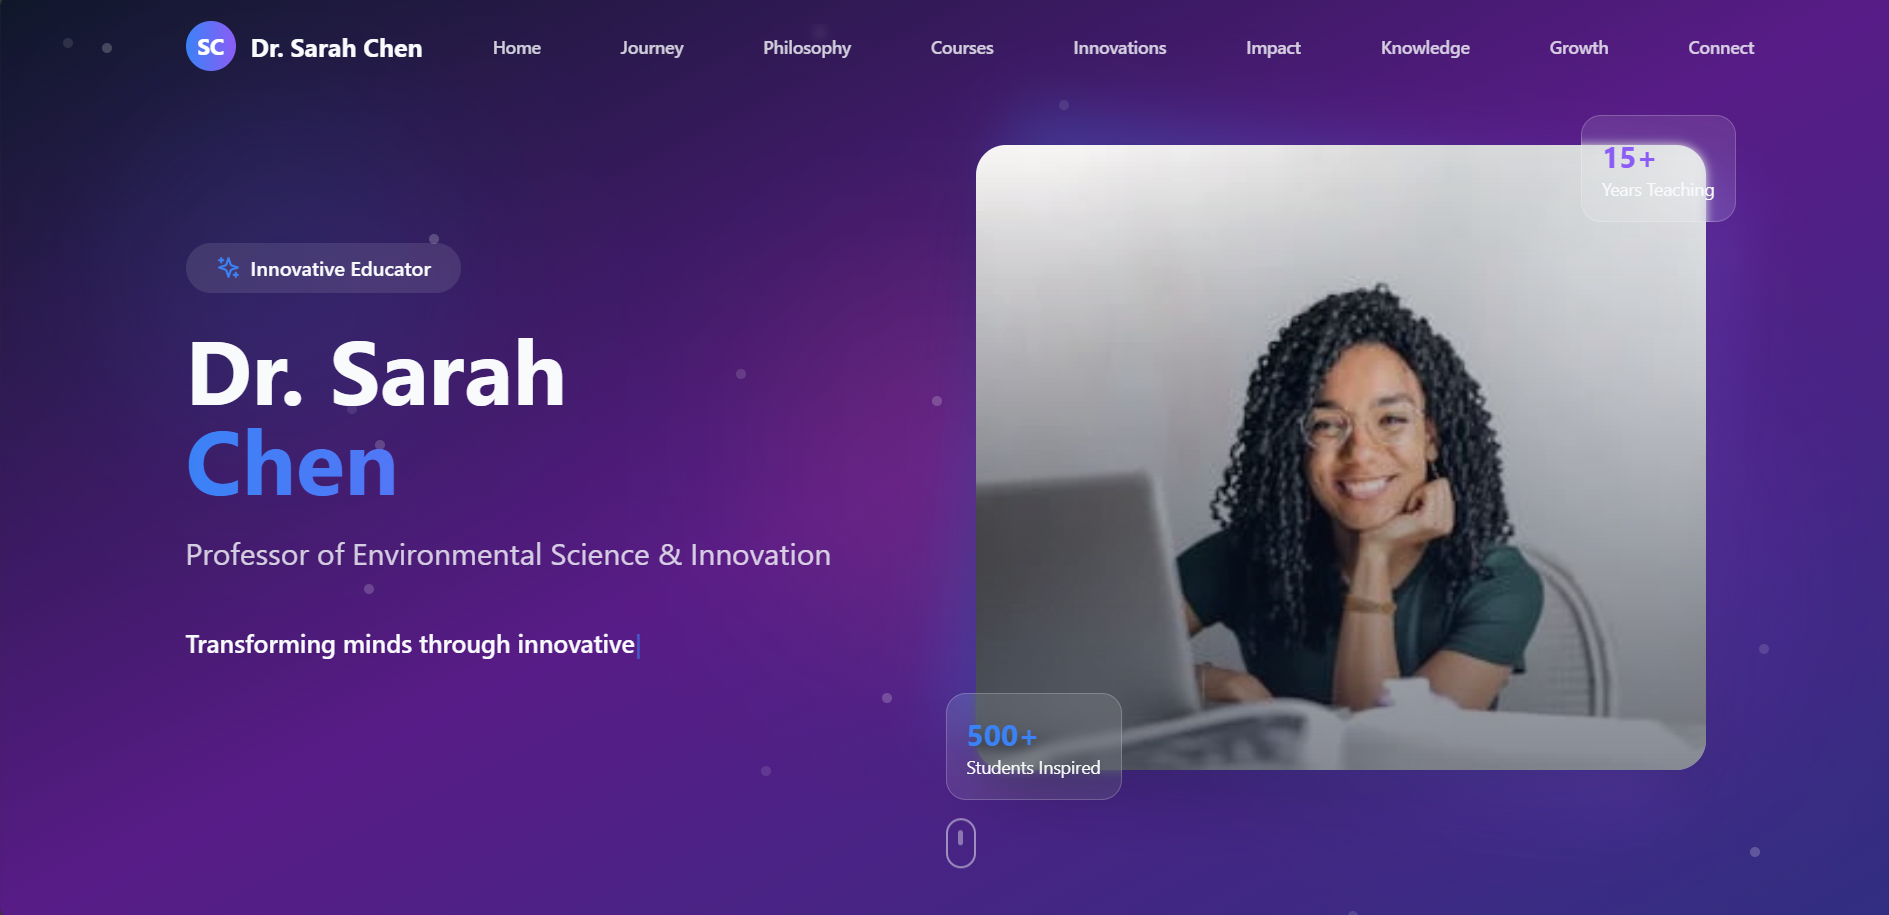 SC Dr. Sarah Chen Home Journey Philosophy Courses Innovations Impact Knowledge Growth Connect
Innovative Educator
Dr. Sarah
Chen
Professor of Environmental Science & Innovation
Transforming minds through innovative
15+
Years Teaching
500+
Students Inspired